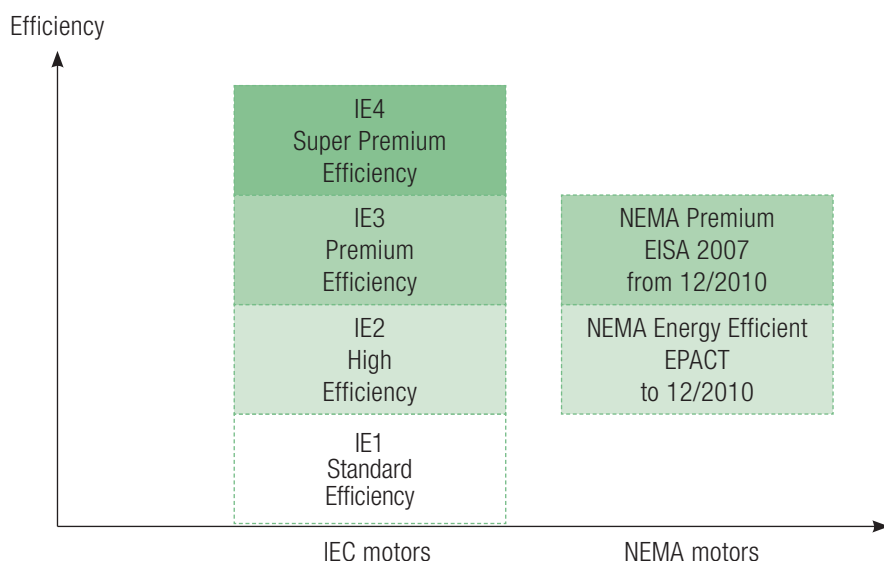 Efficiency
IE4
Super Premium
Efficiency
IE3
Premium
Efficiency
NEMA Premium
EISA 2007
from 12/2010
IE2
High
Efficiency
NEMA Energy Efficient
EPACT
to 12/2010
IE1
Standard
Efficiency
IEC motors
NEMA motors